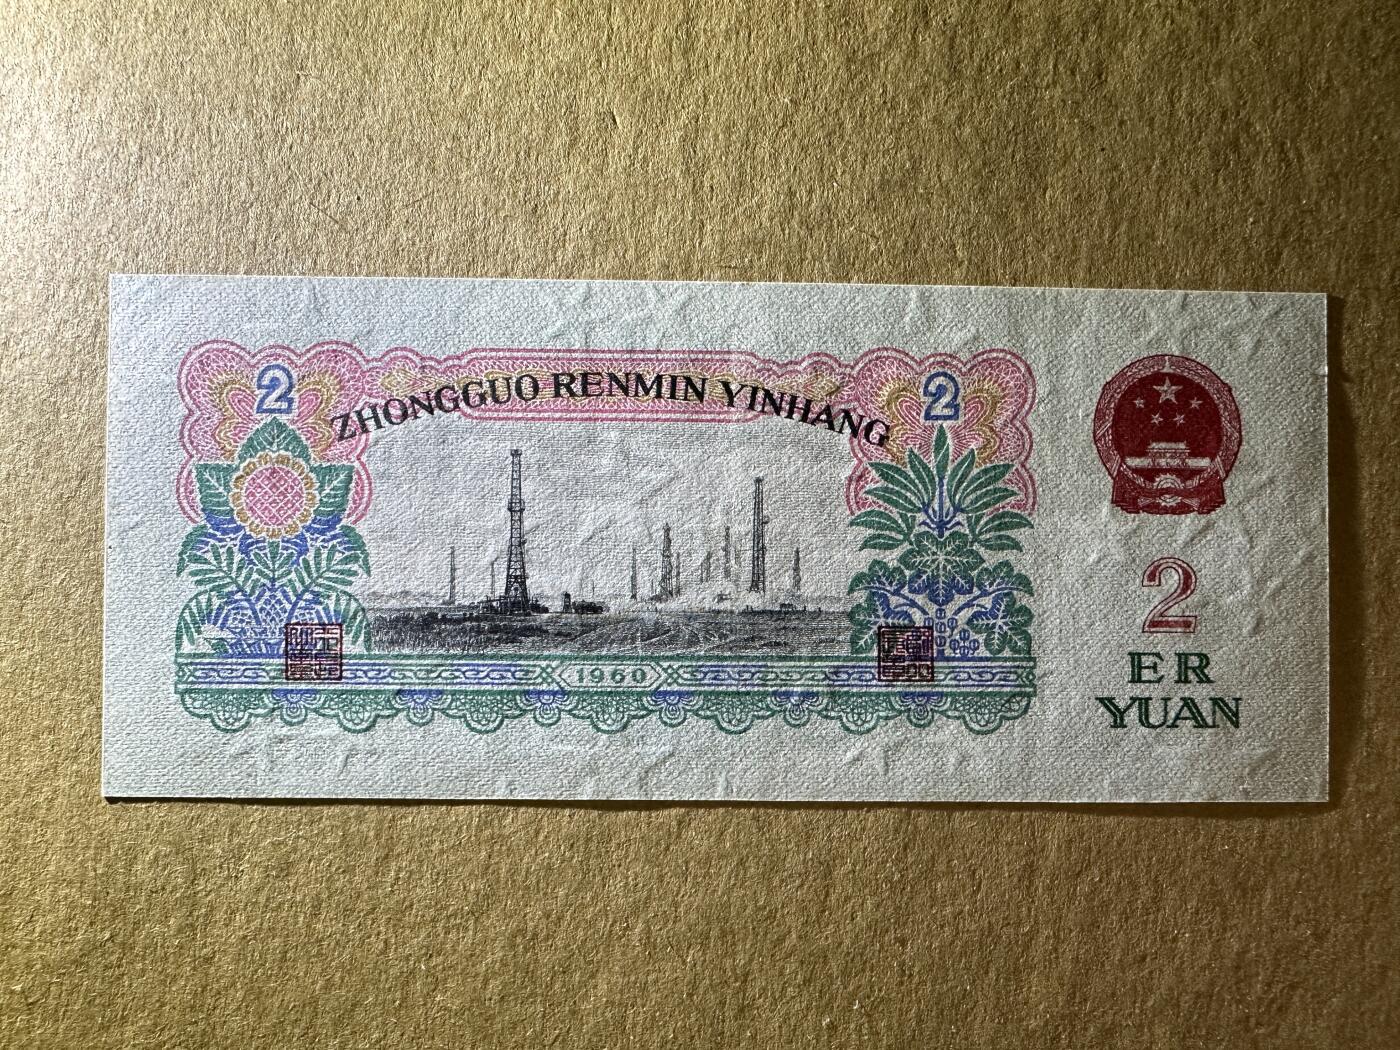 2
2
ZHONGGUO RENMIN YINHANG
1960
2
ER
YUAN